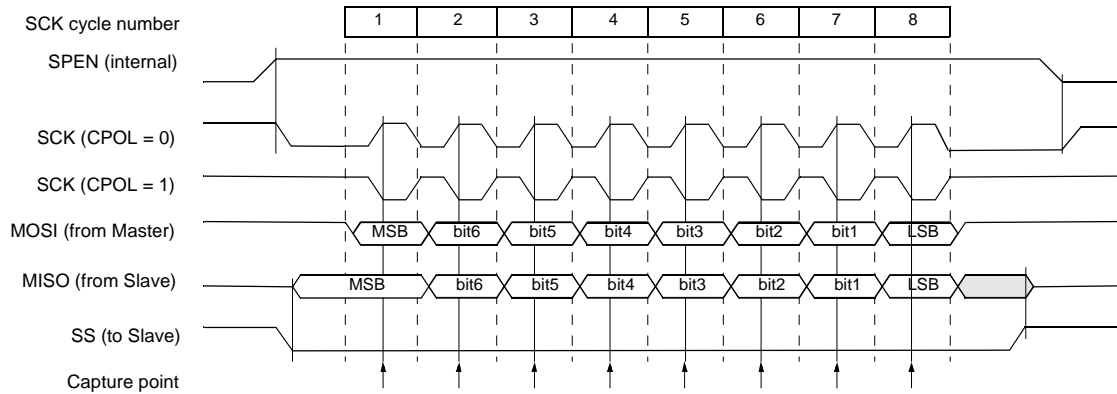 SCK cycle number 1 2 3 4 5 6 7 8
SPEN (internal)
SCK (CPOL = 0)
SCK (CPOL = 1)
MOSI (from Master) MSB bit6 bit5 bit4 bit3 bit2 bit1 LSB
MISO (from Slave) MSB bit6 bit5 bit4 bit3 bit2 bit1 LSB
SS (to Slave)
Capture point